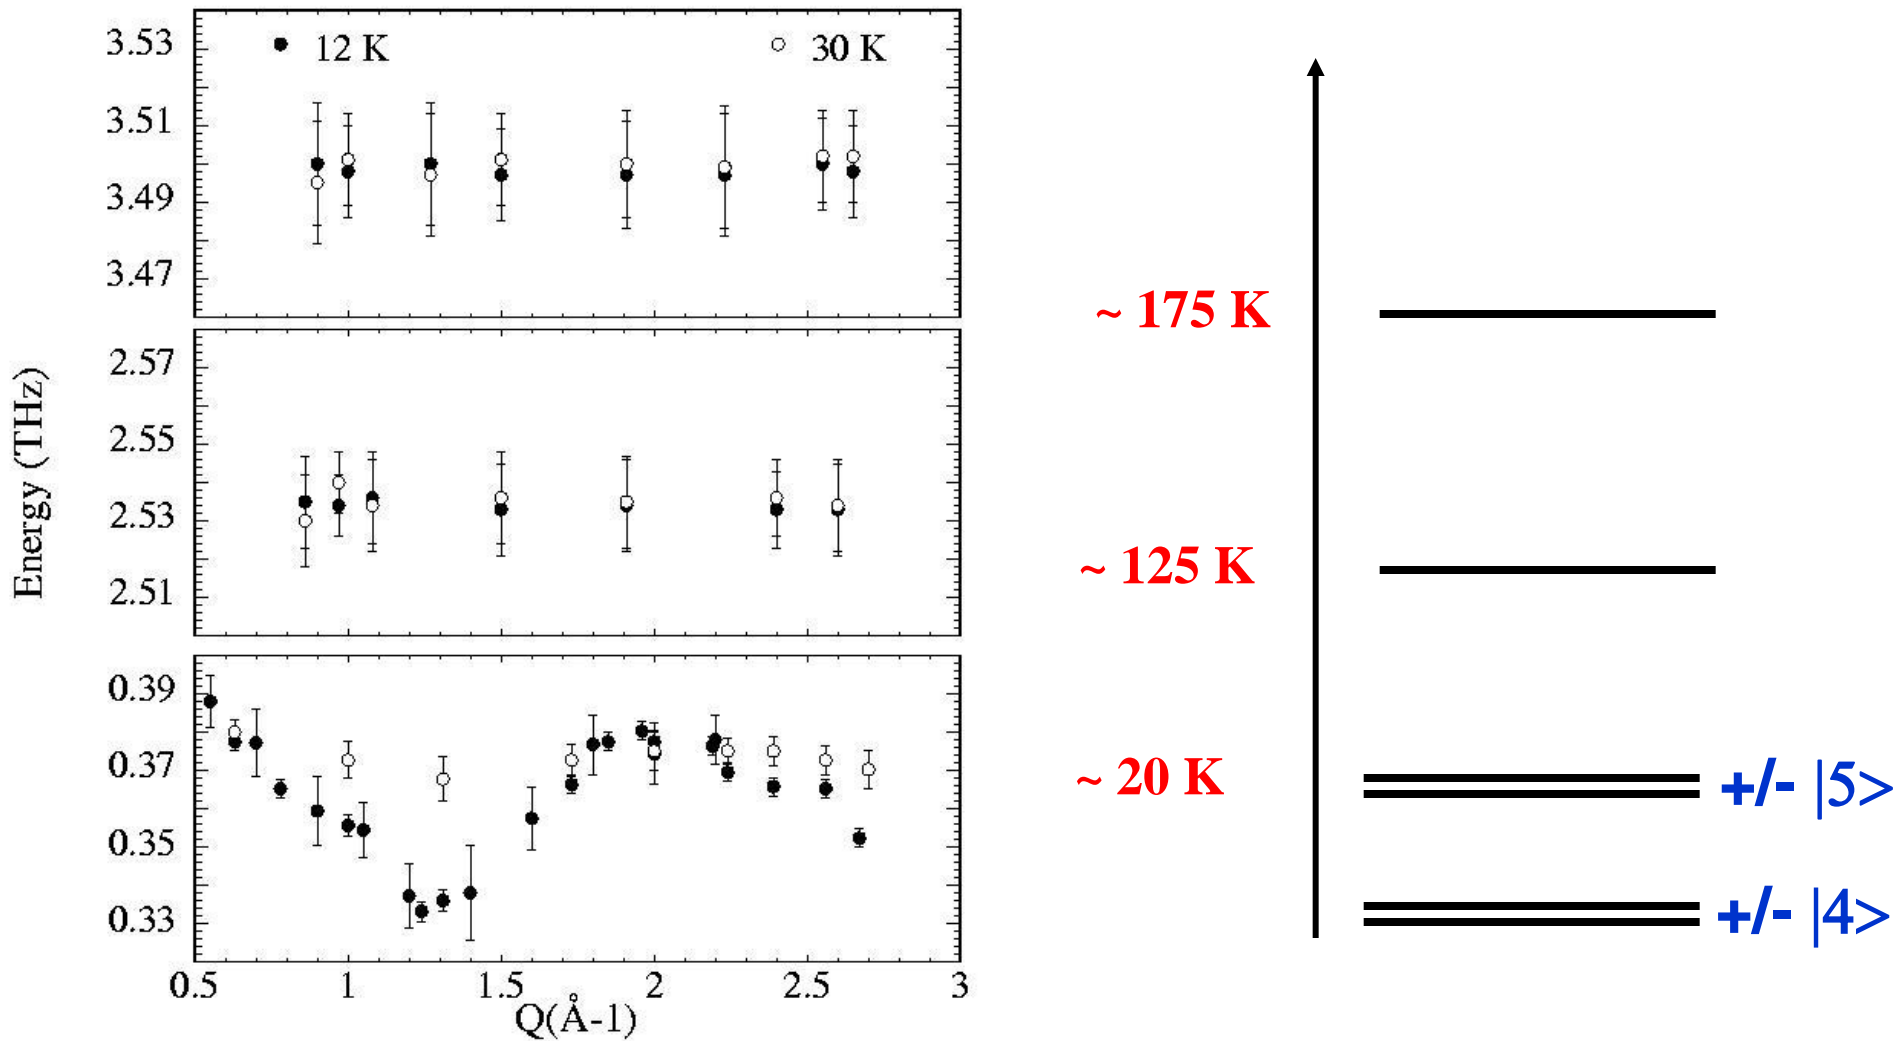 12 K
30 K
3.53
3.51
3.49
3.47
2.57
2.55
2.53
2.51
0.39
0.37
0.35
0.33
Energy (THz)
0.5 1 1.5 2 2.5 3
Q(Å-1)
~ 175 K
~ 125 K
~ 20 K
+/- |5>
+/- |4>